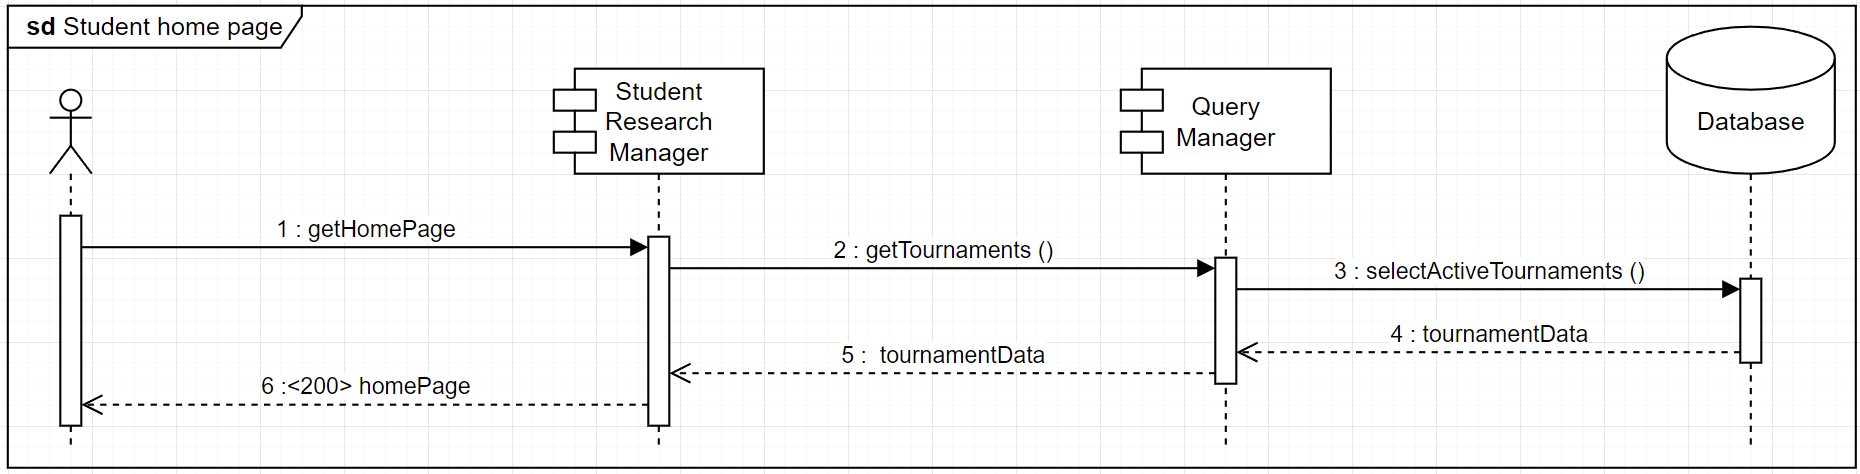 sd Student home page
Student
Research
Manager
Query
Manager
Database
1 : getHomePage
2 : getTournaments ()
3 : selectActiveTournaments ()
4 : tournamentData
5 :  tournamentData
6 :<200> homePage